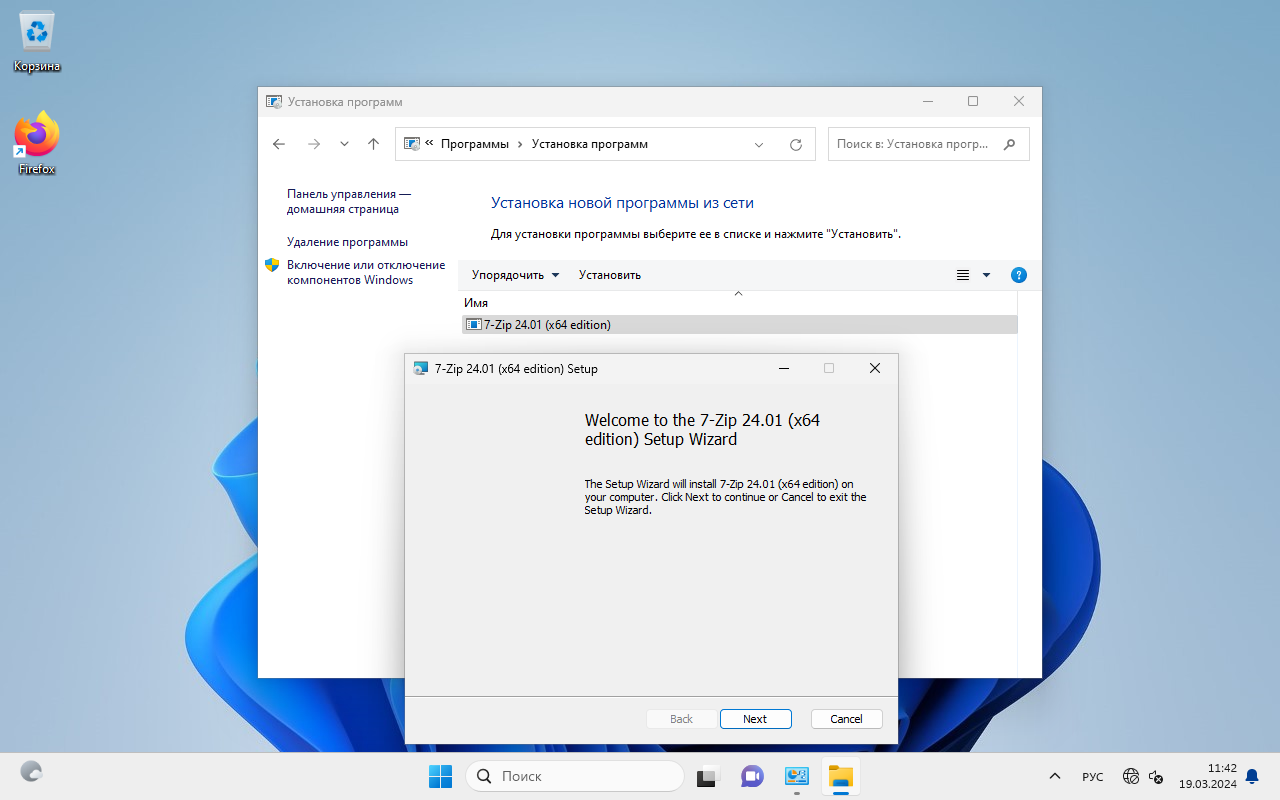 Корзина
Firefox
Установка программ
« Программы › Установка программ
Поиск в: Установка прогр...
Панель управления —
домашняя страница
Удаление программы
Включение или отключение
компонентов Windows
Установка новой программы из сети
Для установки программы выберите ее в списке и нажмите "Установить".
Упорядочить
Установить
Имя
7-Zip 24.01 (x64 edition)
7-Zip 24.01 (x64 edition) Setup
Welcome to the 7-Zip 24.01 (x64
edition) Setup Wizard
The Setup Wizard will install 7-Zip 24.01 (x64 edition) on
your computer. Click Next to continue or Cancel to exit the
Setup Wizard.
Back
Next
Cancel
Поиск
РУС
11:42
19.03.2024